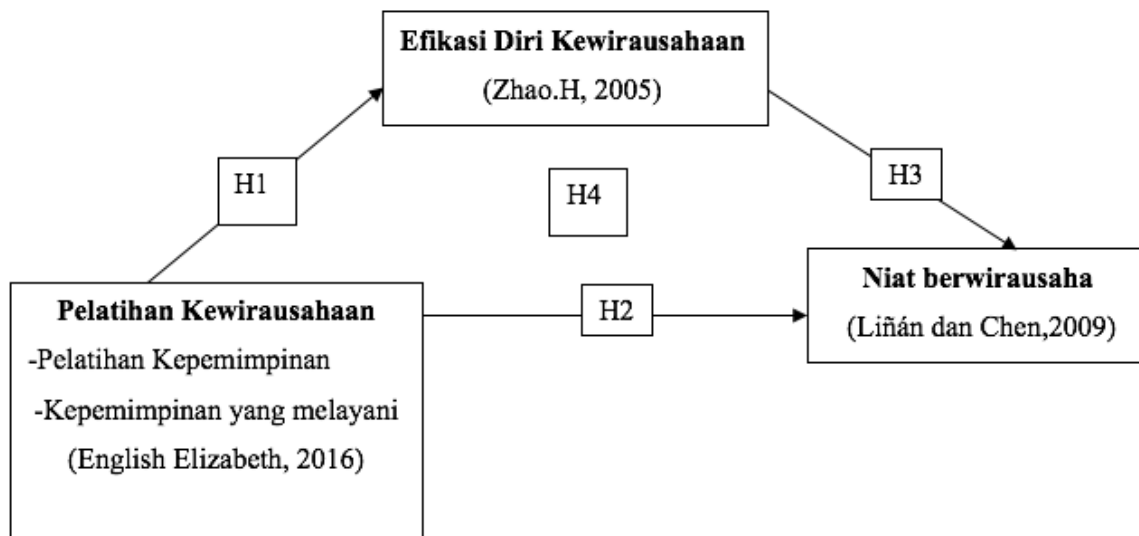 Efikasi Diri Kewirausahaan
(Zhao.H, 2005)
H1
H4
H3
Pelatihan Kewirausahaan
-Pelatihan Kepemimpinan
-Kepemimpinan yang melayani
(English Elizabeth, 2016)
H2
Niat berwirausaha
(Liñán dan Chen,2009)